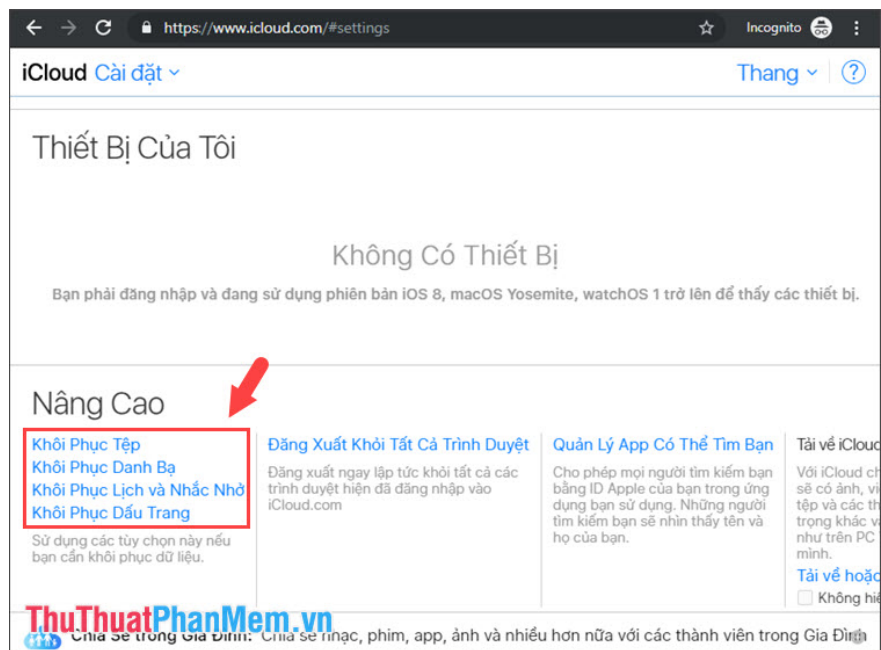 https://www.icloud.com/#settings
Incognito
iCloud Cài đặt
Thang
?
Thiết Bị Của Tôi
Không Có Thiết Bị
Bạn phải đăng nhập và đang sử dụng phiên bản iOS 8, macOS Yosemite, watchOS 1 trở lên để thấy các thiết bị.
Nâng Cao
Khôi Phục Tệp
Khôi Phục Danh Bạ
Khôi Phục Lịch và Nhắc Nhở
Khôi Phục Dấu Trang
Sử dụng các tùy chọn này nếu
bạn cần khôi phục dữ liệu.
Đăng Xuất Khỏi Tất Cả Trình Duyệt
Đăng xuất ngay lập tức khỏi tất cả các
trình duyệt hiện đã đăng nhập vào
iCloud.com
Quản Lý App Có Thể Tìm Bạn
Cho phép mọi người tìm kiếm bạn
bằng ID Apple của bạn trong ứng
dụng bạn sử dụng. Những người
tìm kiếm bạn sẽ nhìn thấy tên và
họ của bạn.
Tải về iCloud
Với iCloud ch
sẽ có ảnh, vi
tệp và các th
trọng khác v
như trên PC
mình.
Tải về hoặc
Không hiể
ThuThuatPhanMem.vn
Chia Sẻ trong Gia Đình: Chia sẻ nhạc, phim, app, ảnh và nhiều hơn nữa với các thành viên trong Gia Đình